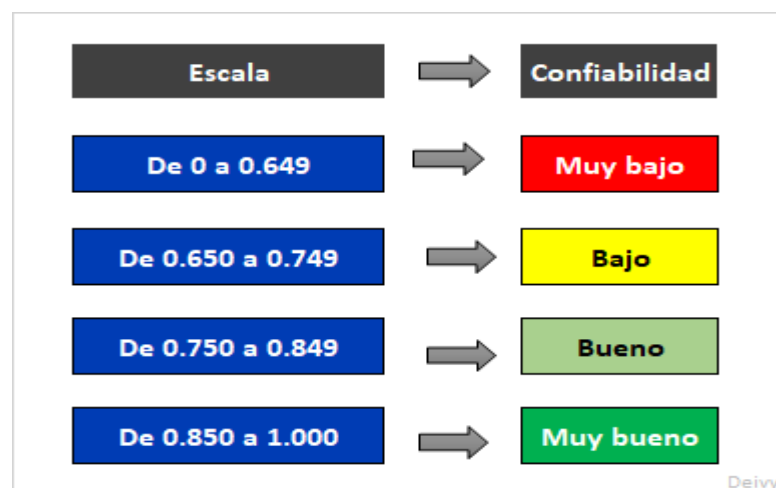 Escala Confiabilidad
De 0 a 0.649 Muy bajo
De 0.650 a 0.749 Bajo
De 0.750 a 0.849 Bueno
De 0.850 a 1.000 Muy bueno